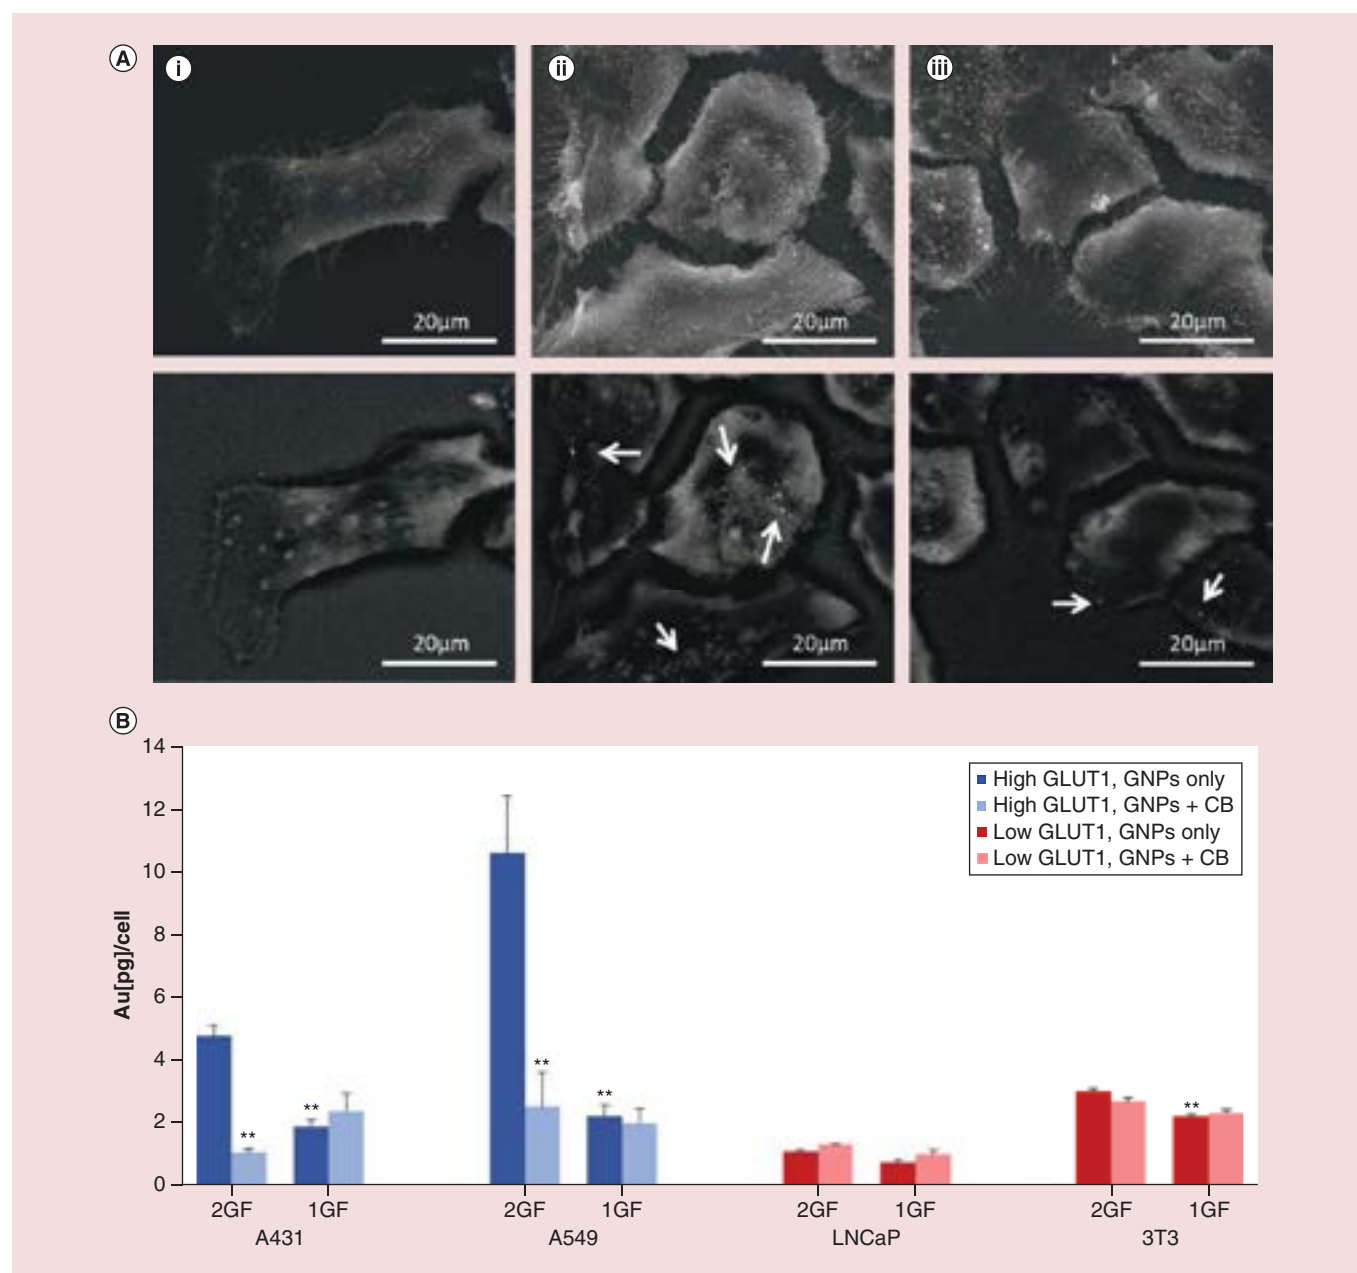 A
i
ii
iii
20µm
20µm
20µm
20µm
20µm
20µm
B
14
12
10
8
6
4
2
0
Au[pg]/cell
High GLUT1, GNPs only
High GLUT1, GNPs + CB
Low GLUT1, GNPs only
Low GLUT1, GNPs + CB
**
**
**
**
**
2GF 1GF 2GF 1GF 2GF 1GF 2GF 1GF
A431 A549 LNCaP 3T3